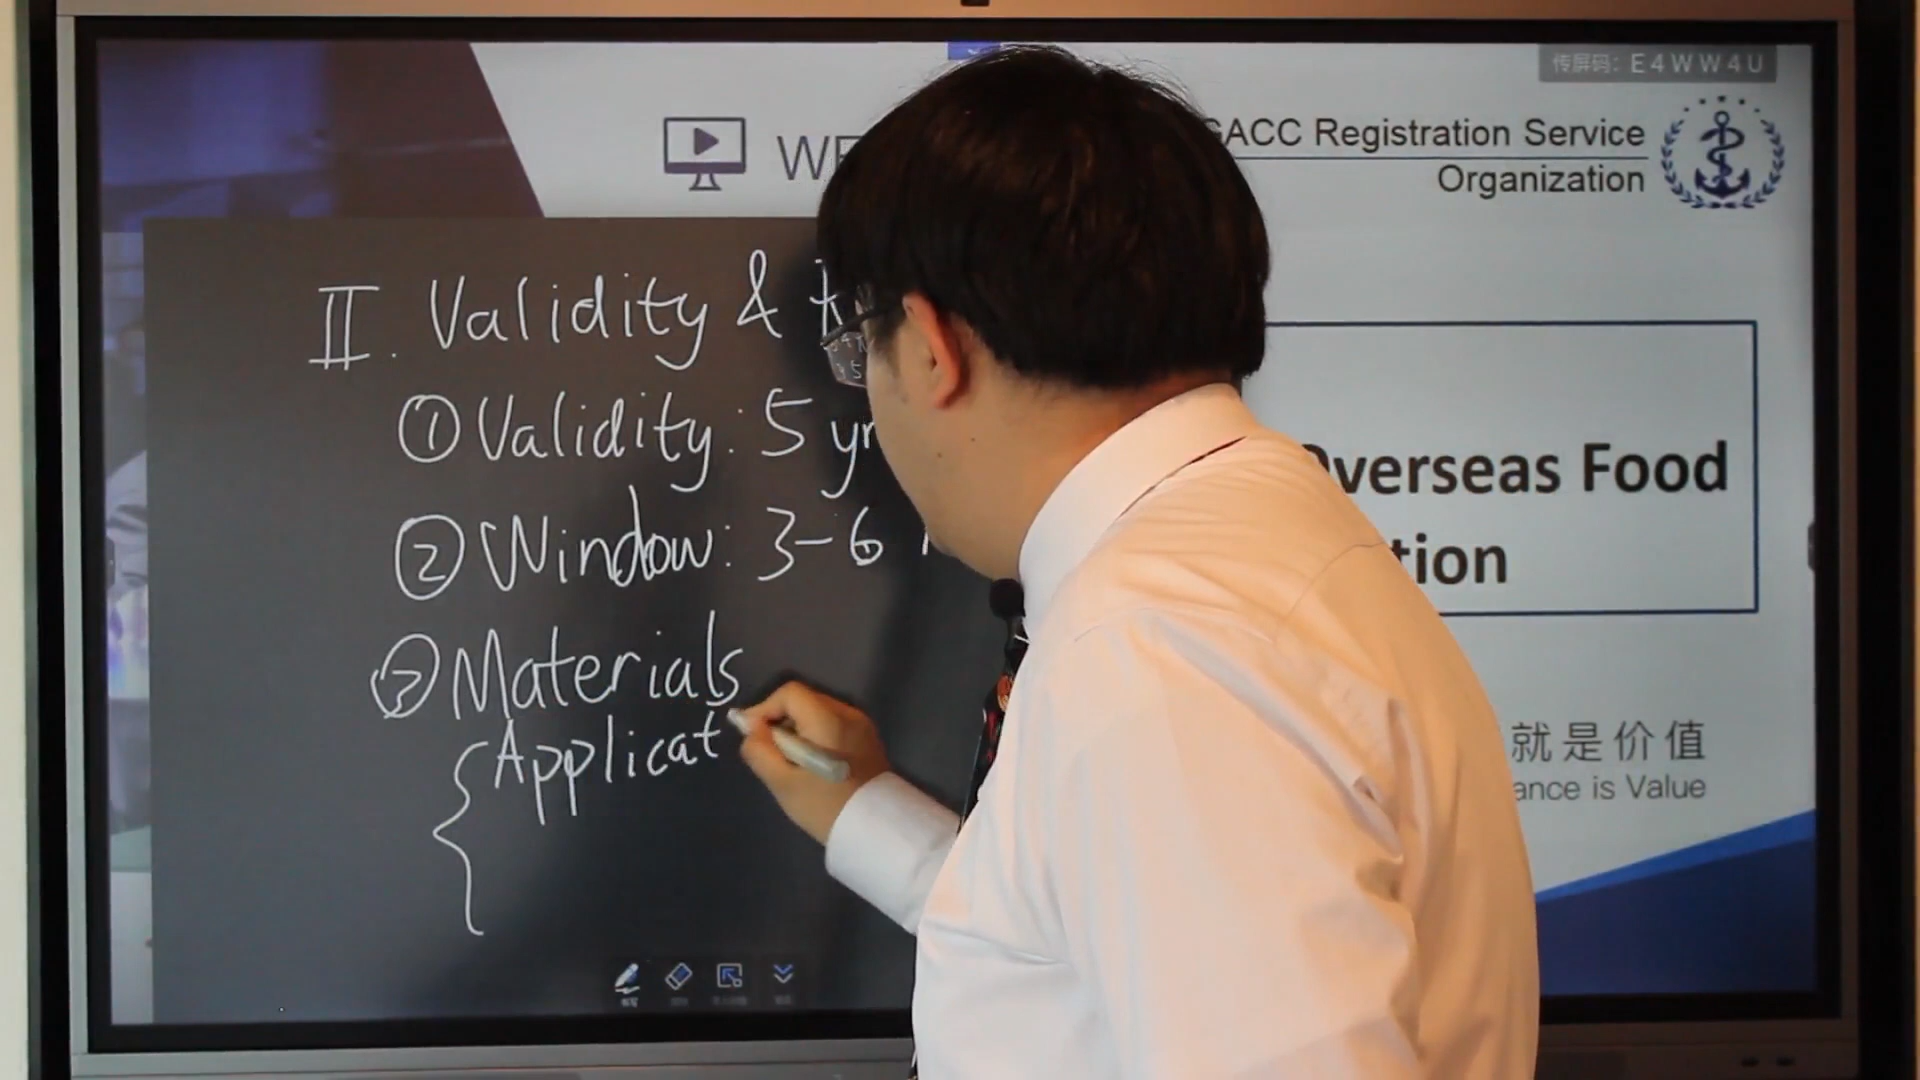 传屏码: E4WW4U
GACC Registration Service
Organization
II. Validity &
① Validity: 5 yr
② Window: 3-6
③ Materials
Applicat
Overseas Food
tion
就是价值
ance is Value